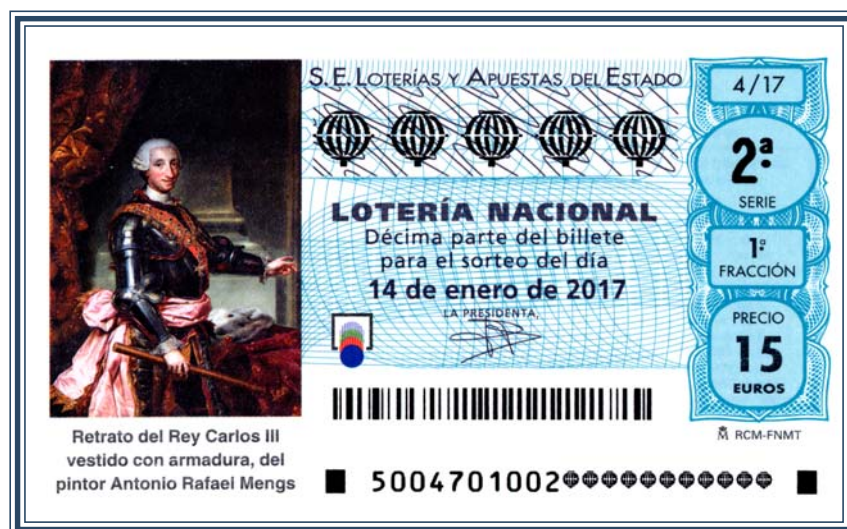 S.E. LOTERÍAS Y APUESTAS DEL ESTADO
4/17
2ª
SERIE
LOTERÍA NACIONAL
Décima parte del billete
para el sorteo del día
14 de enero de 2017
LA PRESIDENTA,
1ª
FRACCIÓN
PRECIO
15
EUROS
RCM-FNMT
Retrato del Rey Carlos III
vestido con armadura, del
pintor Antonio Rafael Mengs
5004701002